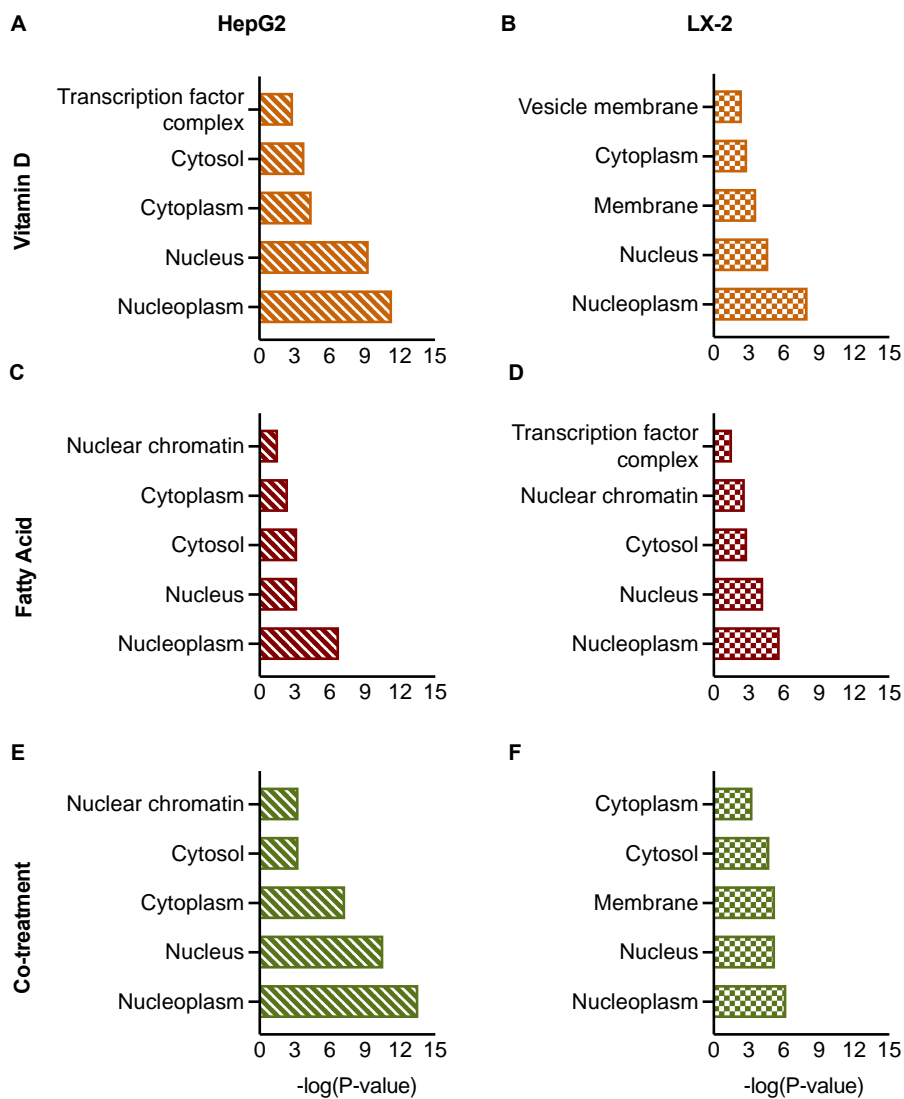 A
HepG2
B
LX-2
Vitamin D
Transcription factor
complex
Cytosol
Cytoplasm
Nucleus
Nucleoplasm
0 3 6 9 12 15
Vesicle membrane
Cytoplasm
Membrane
Nucleus
Nucleoplasm
0 3 6 9 12 15
C
D
Fatty Acid
Nuclear chromatin
Cytoplasm
Cytosol
Nucleus
Nucleoplasm
0 3 6 9 12 15
Transcription factor
complex
Nuclear chromatin
Cytosol
Nucleus
Nucleoplasm
0 3 6 9 12 15
E
F
Co-treatment
Nuclear chromatin
Cytosol
Cytoplasm
Nucleus
Nucleoplasm
0 3 6 9 12 15
-log(P-value)
Cytoplasm
Cytosol
Membrane
Nucleus
Nucleoplasm
0 3 6 9 12 15
-log(P-value)